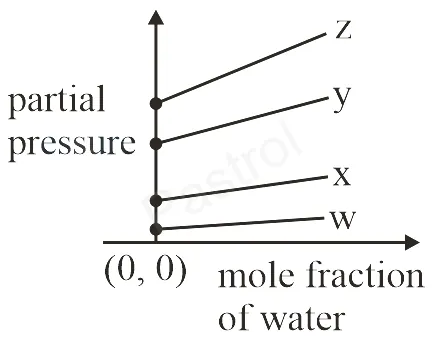 z
y
partial
pressure
x
w
(0, 0)
mole fraction
of water